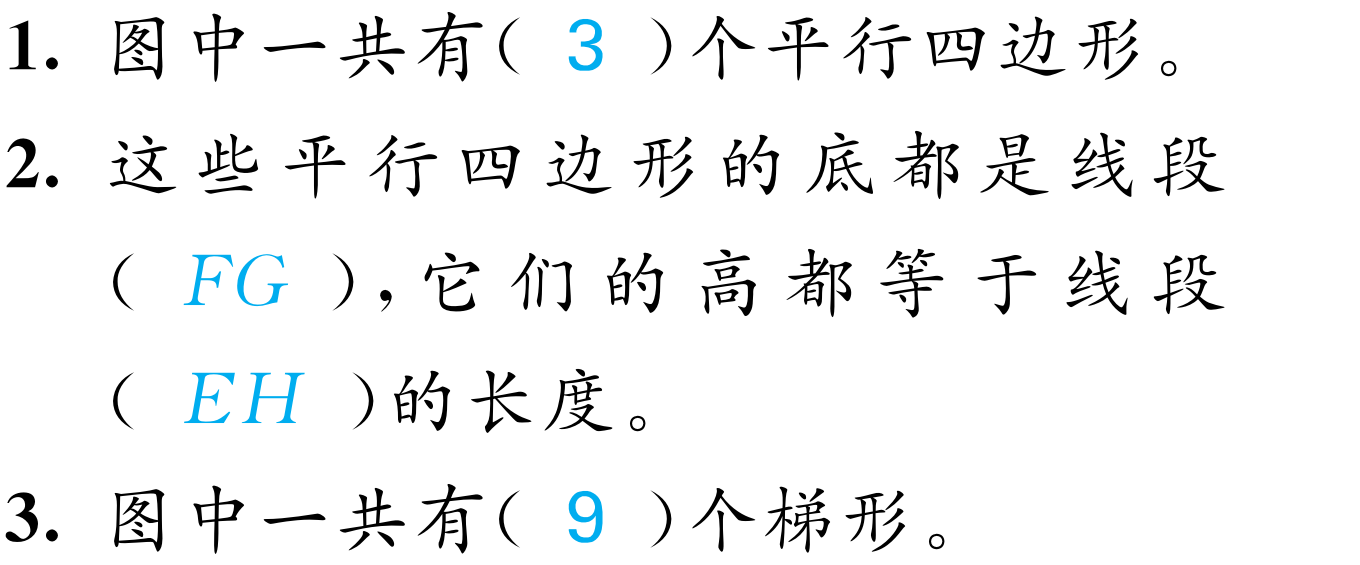 1. 图中一共有( 3 )个平行四边形。
2. 这些平行四边形的底都是线段
( FG ),它们的高都等于线段
( EH )的长度。
3. 图中一共有( 9 )个梯形。